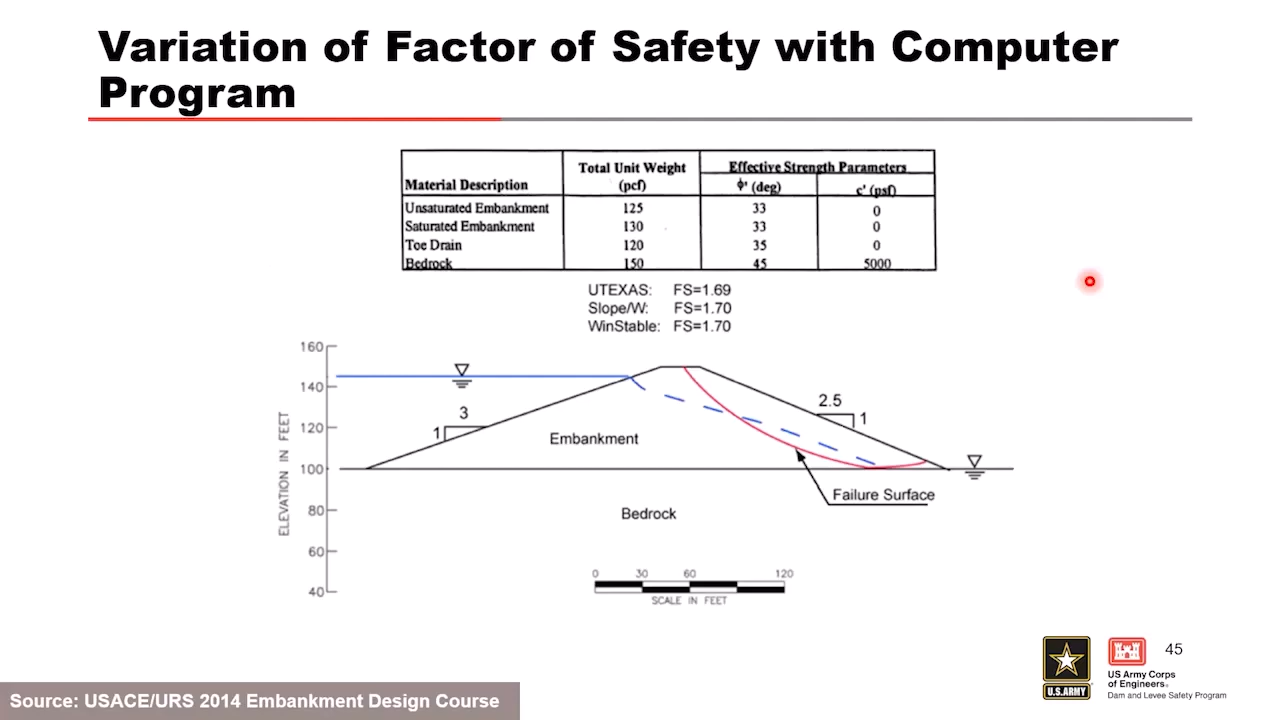 Variation of Factor of Safety with Computer
Program
Total Unit Weight Effective Strength Parameters
Material Description (pcf) ϕ' (deg) c' (psf)
Unsaturated Embankment 125 33 0
Saturated Embankment 130 33 0
Toe Drain 120 35 0
Bedrock 150 45 5000
UTEXAS: FS=1.69
Slope/W: FS=1.70
WinStable: FS=1.70
160
140
120
100
80
60
40
ELEVATION IN FEET
3
1
2.5
1
Embankment
Failure Surface
Bedrock
0 30 60 120
SCALE IN FEET
U.S.ARMY
US Army Corps
of Engineers®
Dam and Levee Safety Program
45
Source: USACE/URS 2014 Embankment Design Course